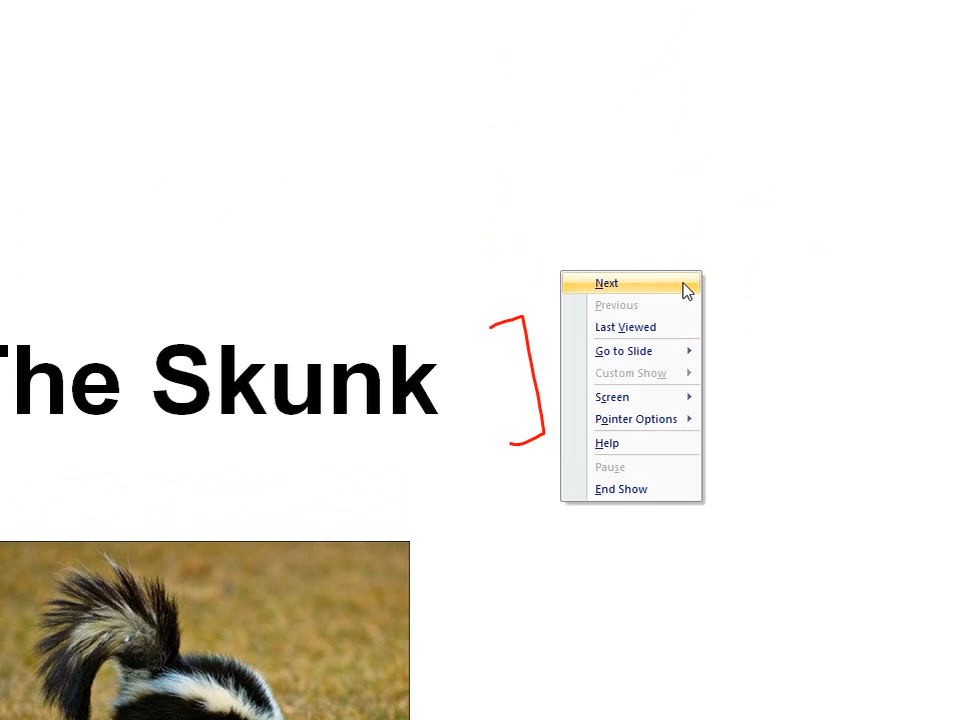 The Skunk
Next
Previous
Last Viewed
Go to Slide
Custom Show
Screen
Pointer Options
Help
Pause
End Show